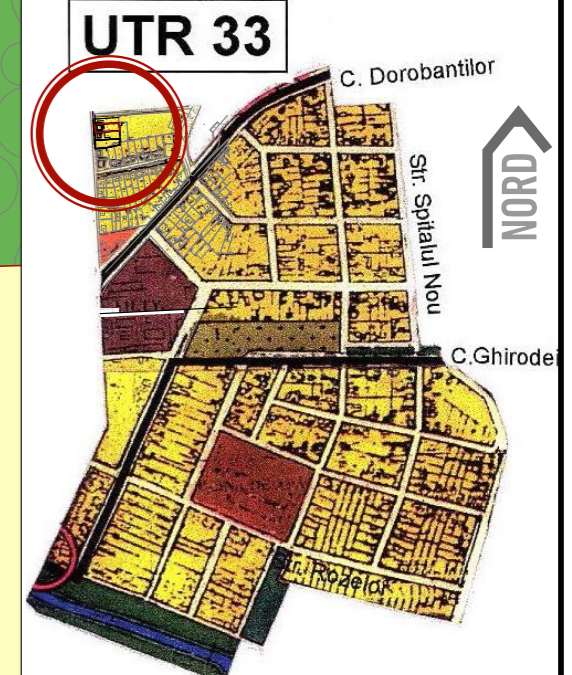 UTR 33
C. Dorobantilor
NORD
Str. Spitalul Nou
C.Ghirodei
Str. Rozelor